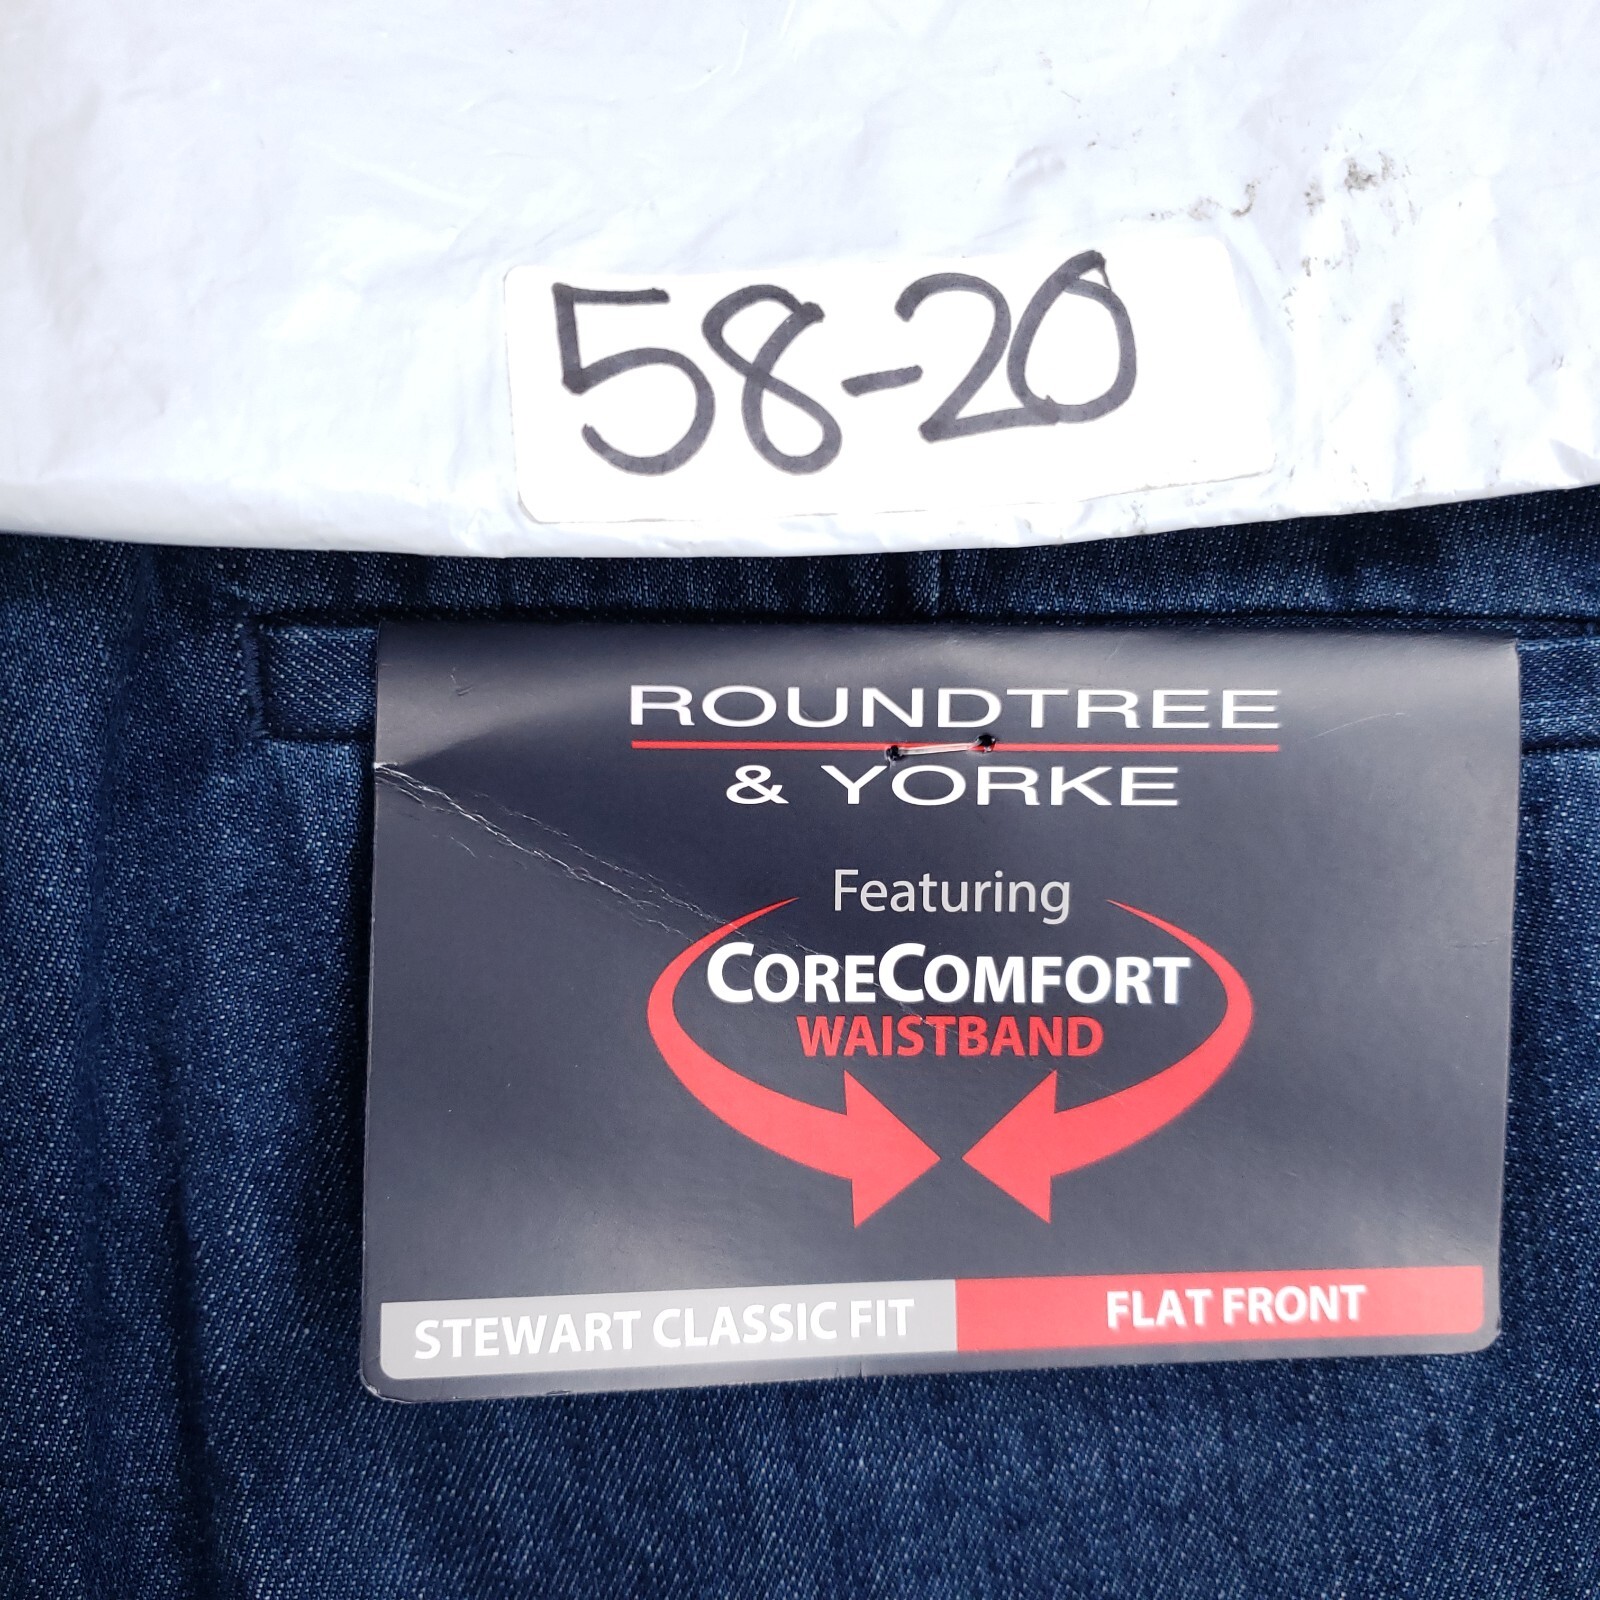 58-20
ROUNDTREE
& YORKE
Featuring
CORECOMFORT
WAISTBAND
STEWART CLASSIC FIT
FLAT FRONT